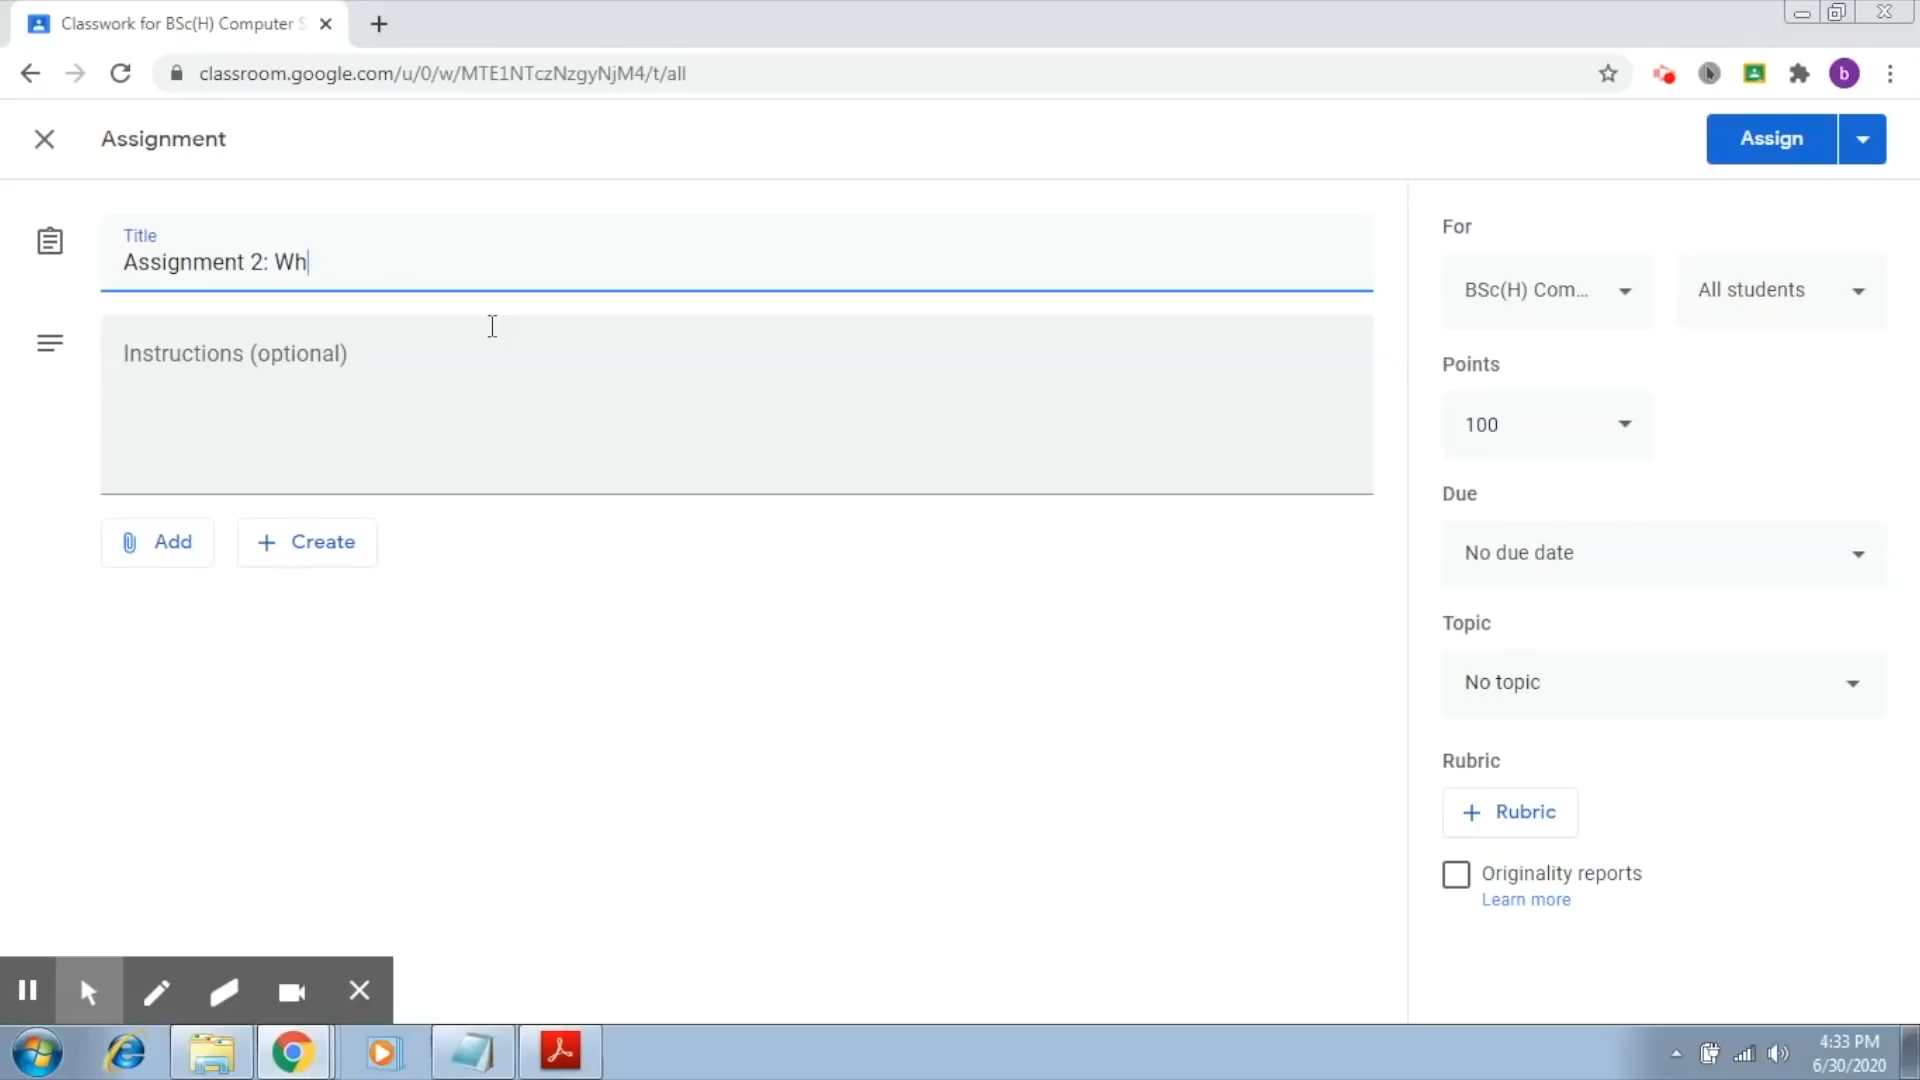 Classwork for BSc(H) Computer S
classroom.google.com/u/0/w/MTE1NTczNzgyNjM4/t/all
b
Assignment
Assign
Title
Assignment 2: Wh
Instructions (optional)
Add
Create
For
BSc(H) Com...
All students
Points
100
Due
No due date
Topic
No topic
Rubric
Rubric
Originality reports
Learn more
4:33 PM
6/30/2020